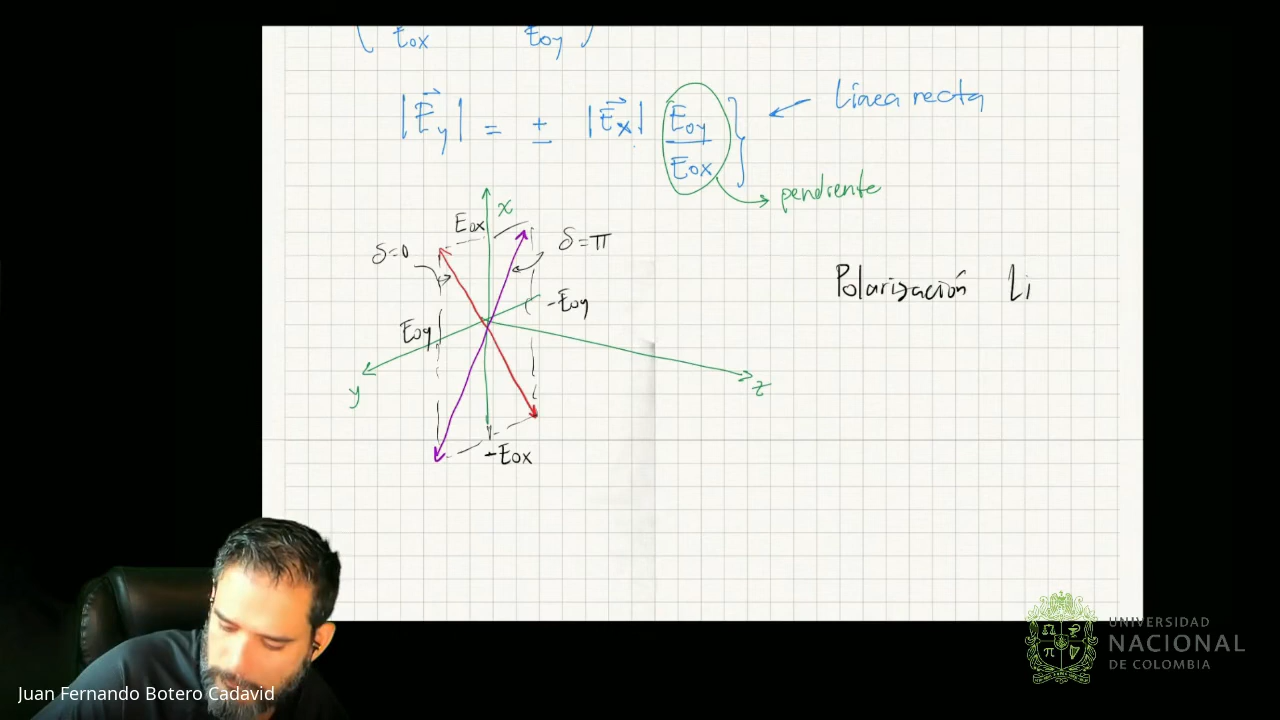 E₀ₓ E₀y
|E⃗y| = ± |E⃗x| E₀y / E₀x
Línea recta
pendiente
x
E₀x
δ=0
δ=π
-E₀y
E₀y
y
z
-E₀x
Polarización Li
UNIVERSIDAD
NACIONAL
DE COLOMBIA
Juan Fernando Botero Cadavid